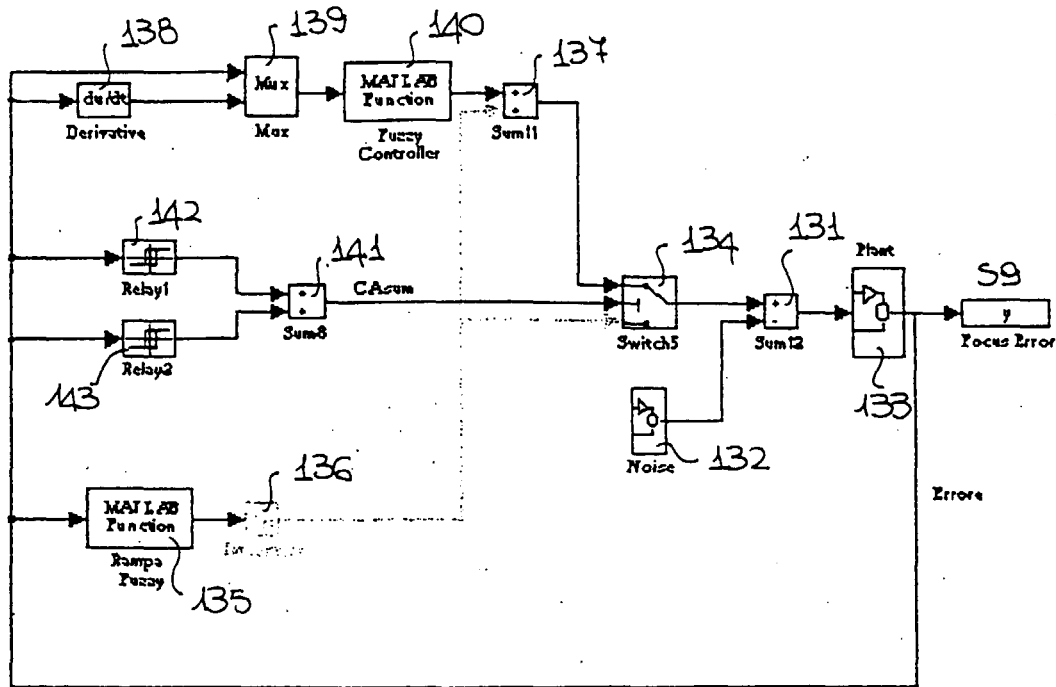 138
139
140
137
du/dt
Derivative
Mux
Mux
MATLAB
Function
Fuzzy
Controller
+
+
Sum11
142
Relay1
143
Relay2
141
+
+
Sum8
CAsum
134
Switch5
131
+
-
Sum12
Plant
133
S9
y
Focus Error
Noise
132
Errore
MATLAB
Function
Rampa
Fuzzy
135
136